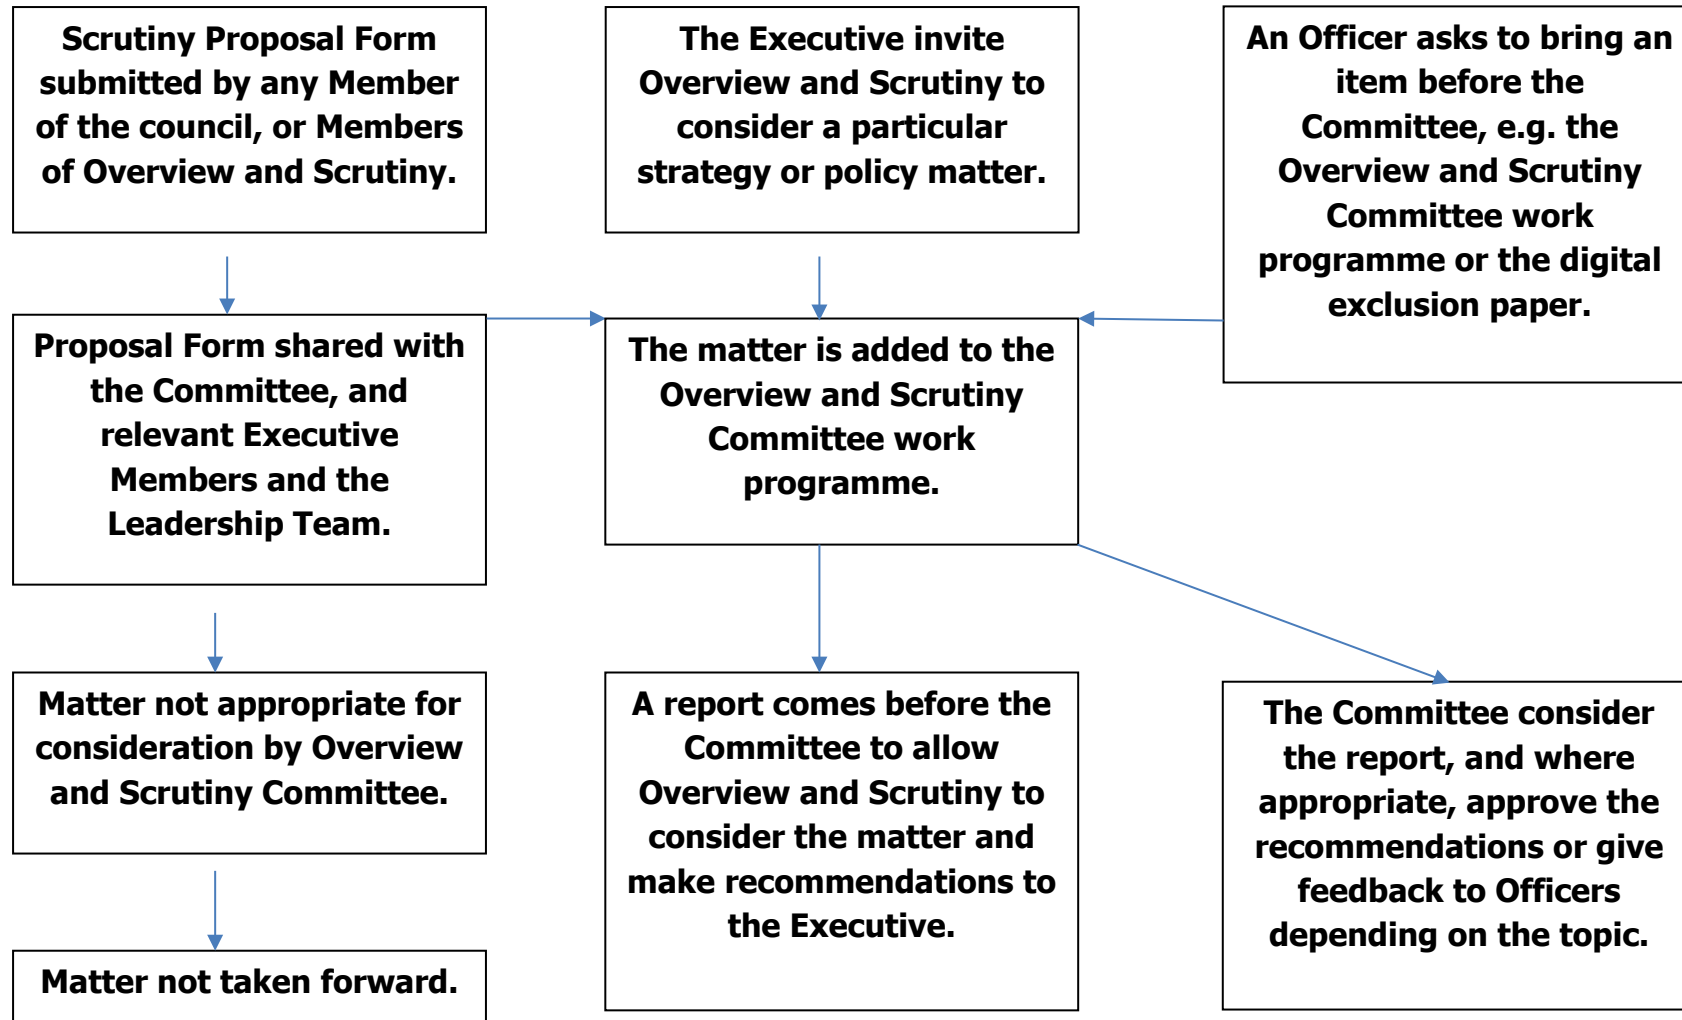 Scrutiny Proposal Form
submitted by any Member
of the council, or Members
of Overview and Scrutiny.
The Executive invite
Overview and Scrutiny to
consider a particular
strategy or policy matter.
An Officer asks to bring an
item before the
Committee, e.g. the
Overview and Scrutiny
Committee work
programme or the digital
exclusion paper.
Proposal Form shared with
the Committee, and
relevant Executive
Members and the
Leadership Team.
The matter is added to the
Overview and Scrutiny
Committee work
programme.
Matter not appropriate for
consideration by Overview
and Scrutiny Committee.
A report comes before the
Committee to allow
Overview and Scrutiny to
consider the matter and
make recommendations to
the Executive.
The Committee consider
the report, and where
appropriate, approve the
recommendations or give
feedback to Officers
depending on the topic.
Matter not taken forward.